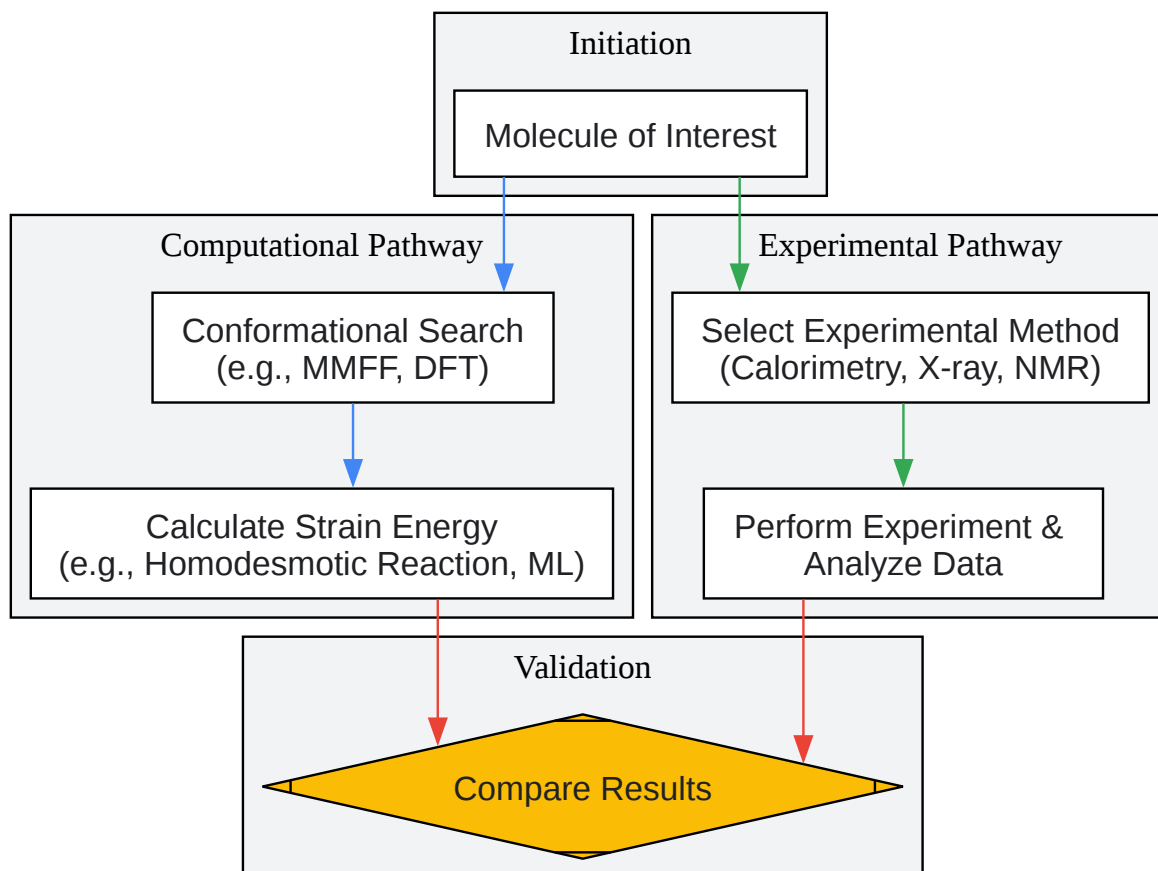 Initiation
Molecule of Interest
Computational Pathway
Conformational Search
(e.g., MMFF, DFT)
Calculate Strain Energy
(e.g., Homodesmotic Reaction, ML)
Experimental Pathway
Select Experimental Method
(Calorimetry, X-ray, NMR)
Perform Experiment &
Analyze Data
Validation
Compare Results